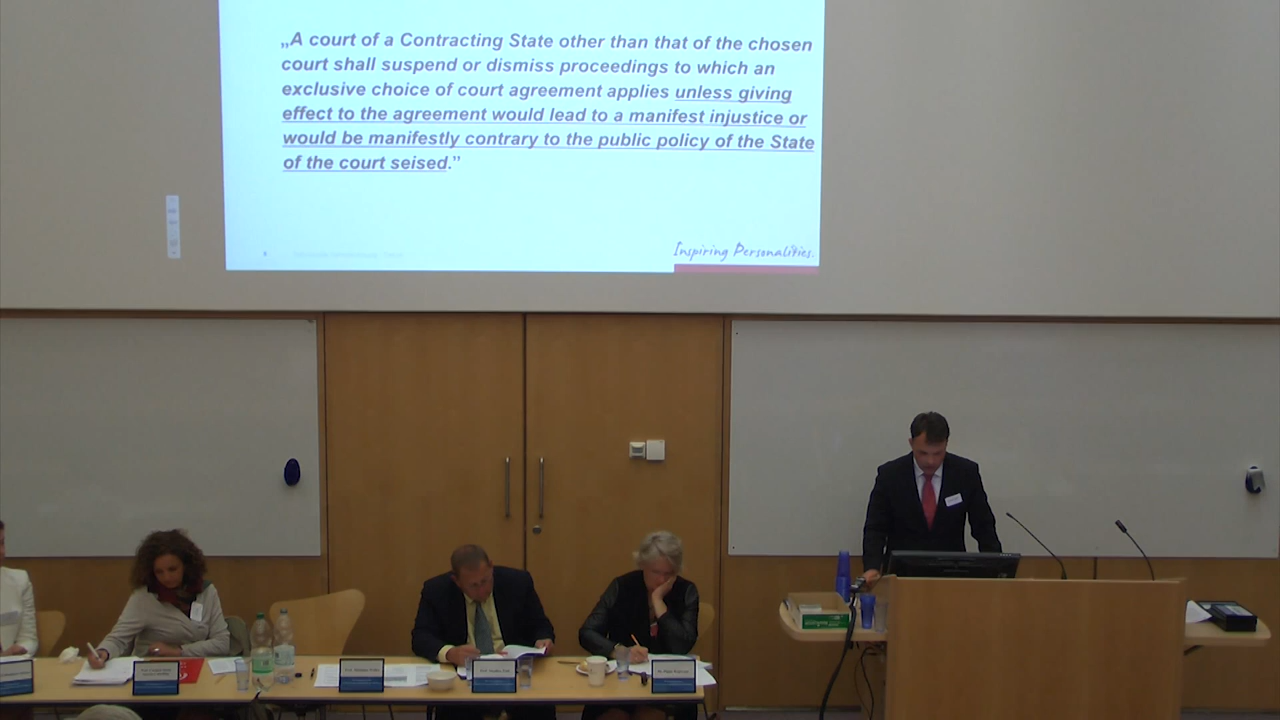 „A court of a Contracting State other than that of the chosen
court shall suspend or dismiss proceedings to which an
exclusive choice of court agreement applies unless giving
effect to the agreement would lead to a manifest injustice or
would be manifestly contrary to the public policy of the State
of the court seised.”
Inspiring Personalities.